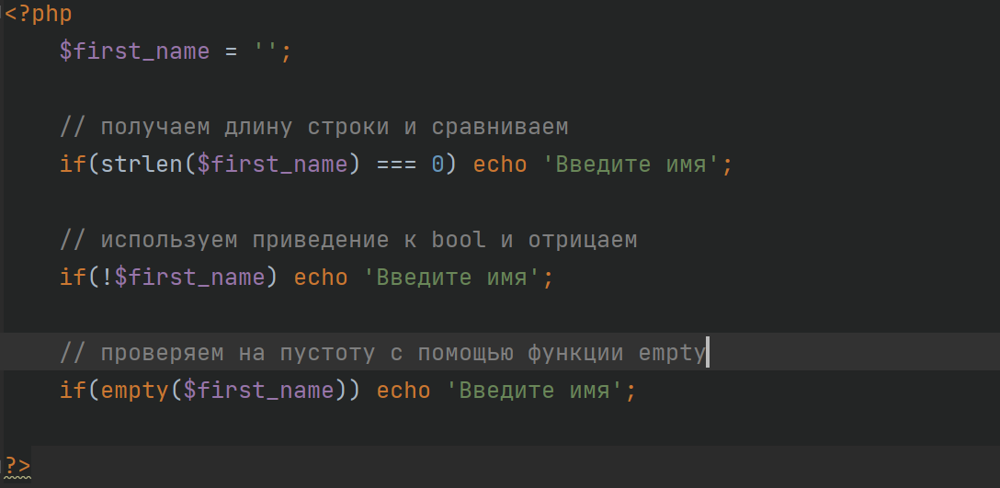 <?php
$first_name = '';
// получаем длину строки и сравниваем
if(strlen($first_name) === 0) echo 'Введите имя';
// используем приведение к bool и отрицаем
if(!$first_name) echo 'Введите имя';
// проверяем на пустоту с помощью функции empty
if(empty($first_name)) echo 'Введите имя';
?>